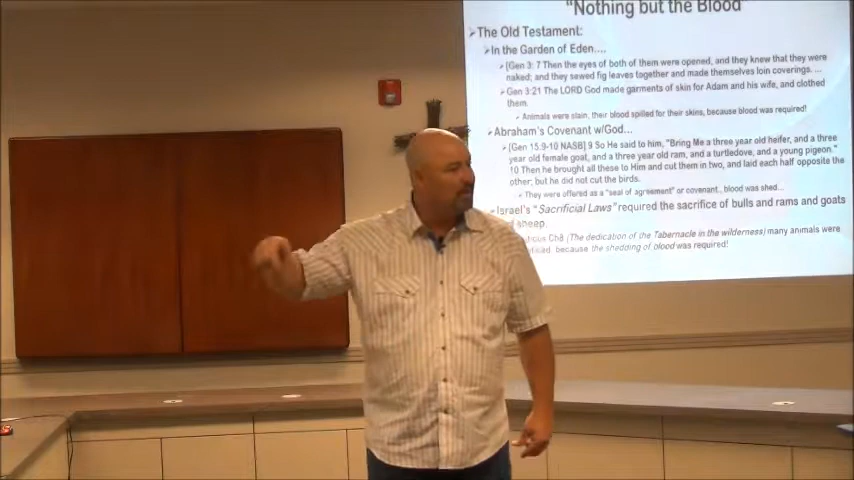 "Nothing but the Blood"
➢The Old Testament:
➢In the Garden of Eden....
➢[Gen 3: 7 Then the eyes of both of them were opened, and they knew that they were
naked; and they sewed fig leaves together and made themselves loin coverings....
➢Gen 3:21 The LORD God made garments of skin for Adam and his wife, and clothed
them.
➢Animals were slain, their blood spilled for their skins, because blood was required
➢Abraham's Covenant w/God...
➢[Gen 15:9-10 NASB] 9 So He said to him, "Bring Me a three year old heifer, and a three
year old female goat, and a three year old ram, and a turtledove, and a young pigeon."
10 Then he brought all these to Him and cut them in two, and laid each half opposite the
other; but he did not cut the birds.
➢They were offered as a "seal of agreement" or covenant, blood was shed...
➢Israel's "Sacrificial Laws" required the sacrifice of bulls and rams and goats
sheep.
Ch8 (The dedication of the Tabernacle in the wilderness) many animals were
because the shedding of blood was required!